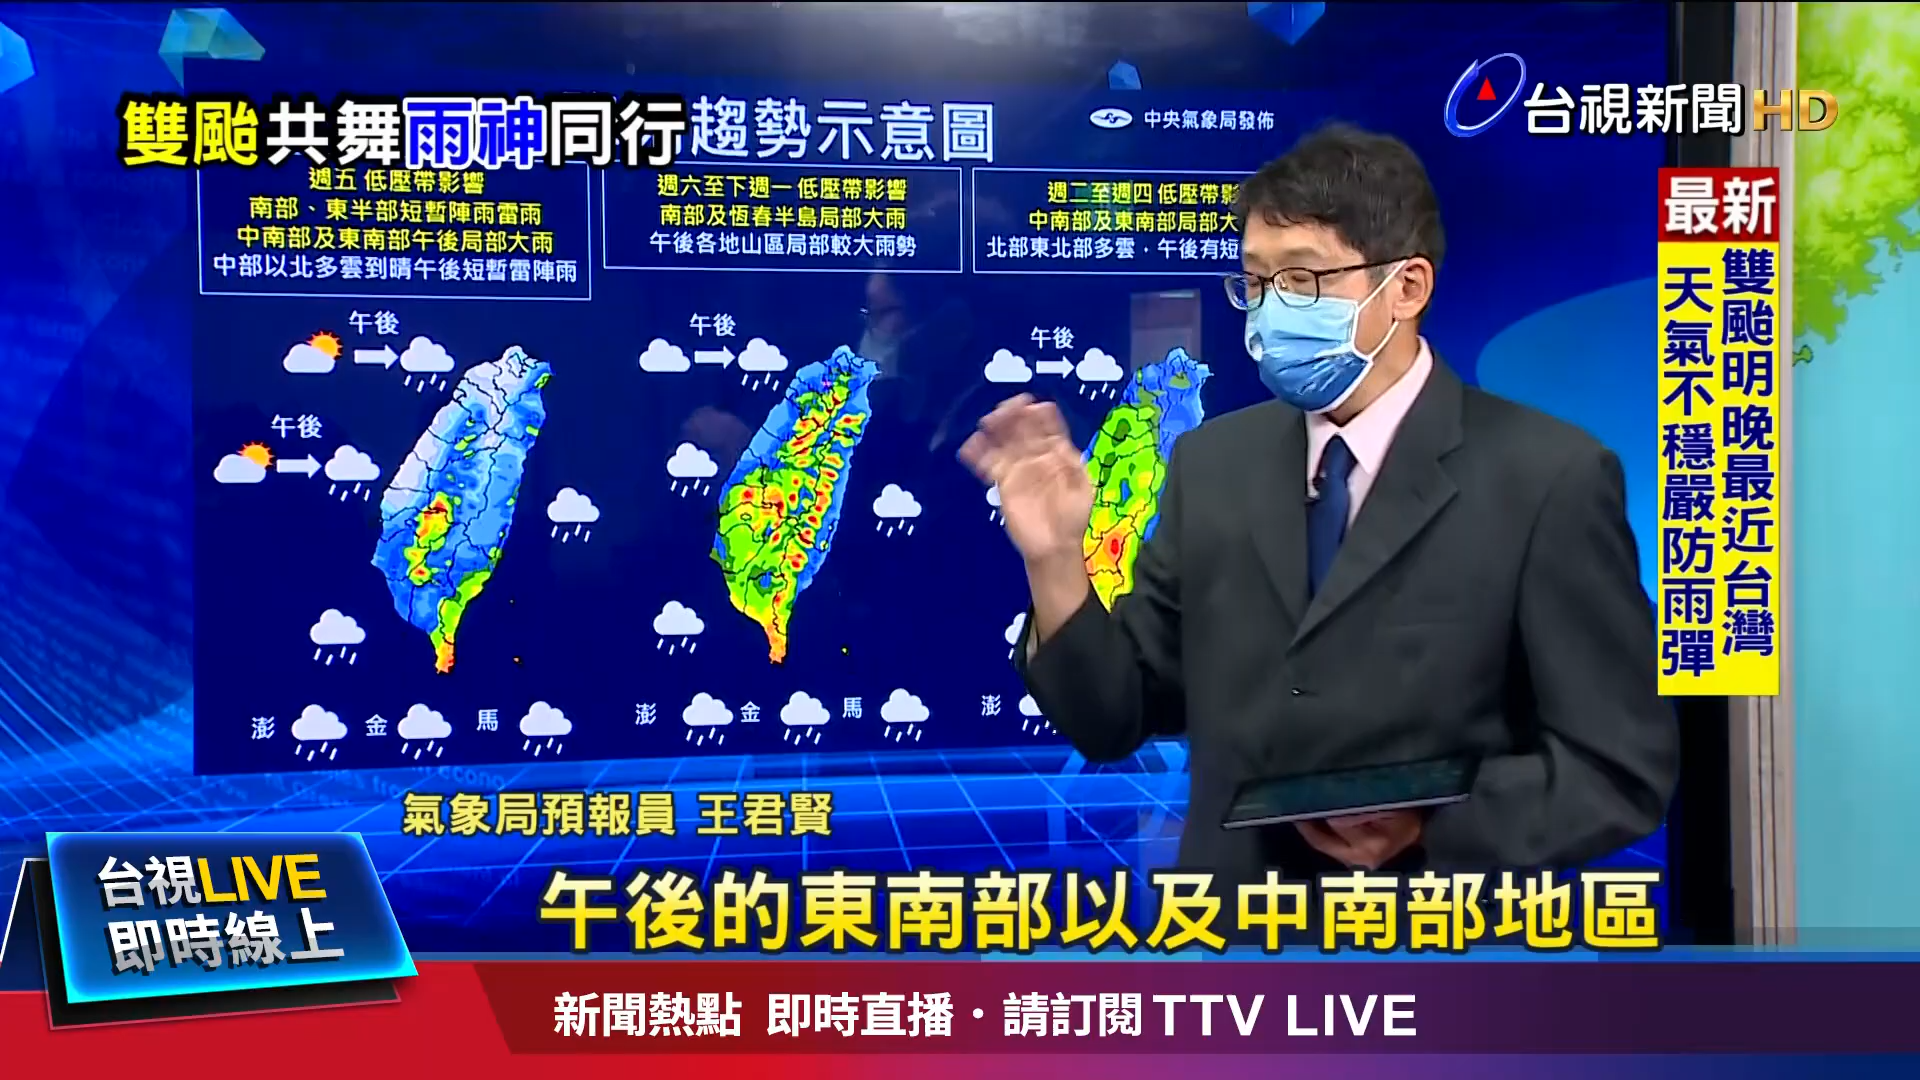 雙颱共舞雨神同行
趨勢示意圖
中央氣象局發佈
台視新聞HD
週五 低壓帶影響
南部、東半部短暫陣雨雷雨
中南部及東南部午後局部大雨
中部以北多雲到晴午後短暫雷陣雨
週六至下週一 低壓帶影響
南部及恆春半島局部大雨
午後各地山區局部較大雨勢
週二至週四 低壓帶影
中南部及東南部局部大
北部東北部多雲，午後有短
最新
雙颱明晚最近台灣
天氣不穩嚴防雨彈
午後
午後
午後
午後
澎 金 馬
澎 金 馬
澎
氣象局預報員 王君賢
午後的東南部以及中南部地區
台視LIVE
即時線上
新聞熱點 即時直播・請訂閱TTV LIVE